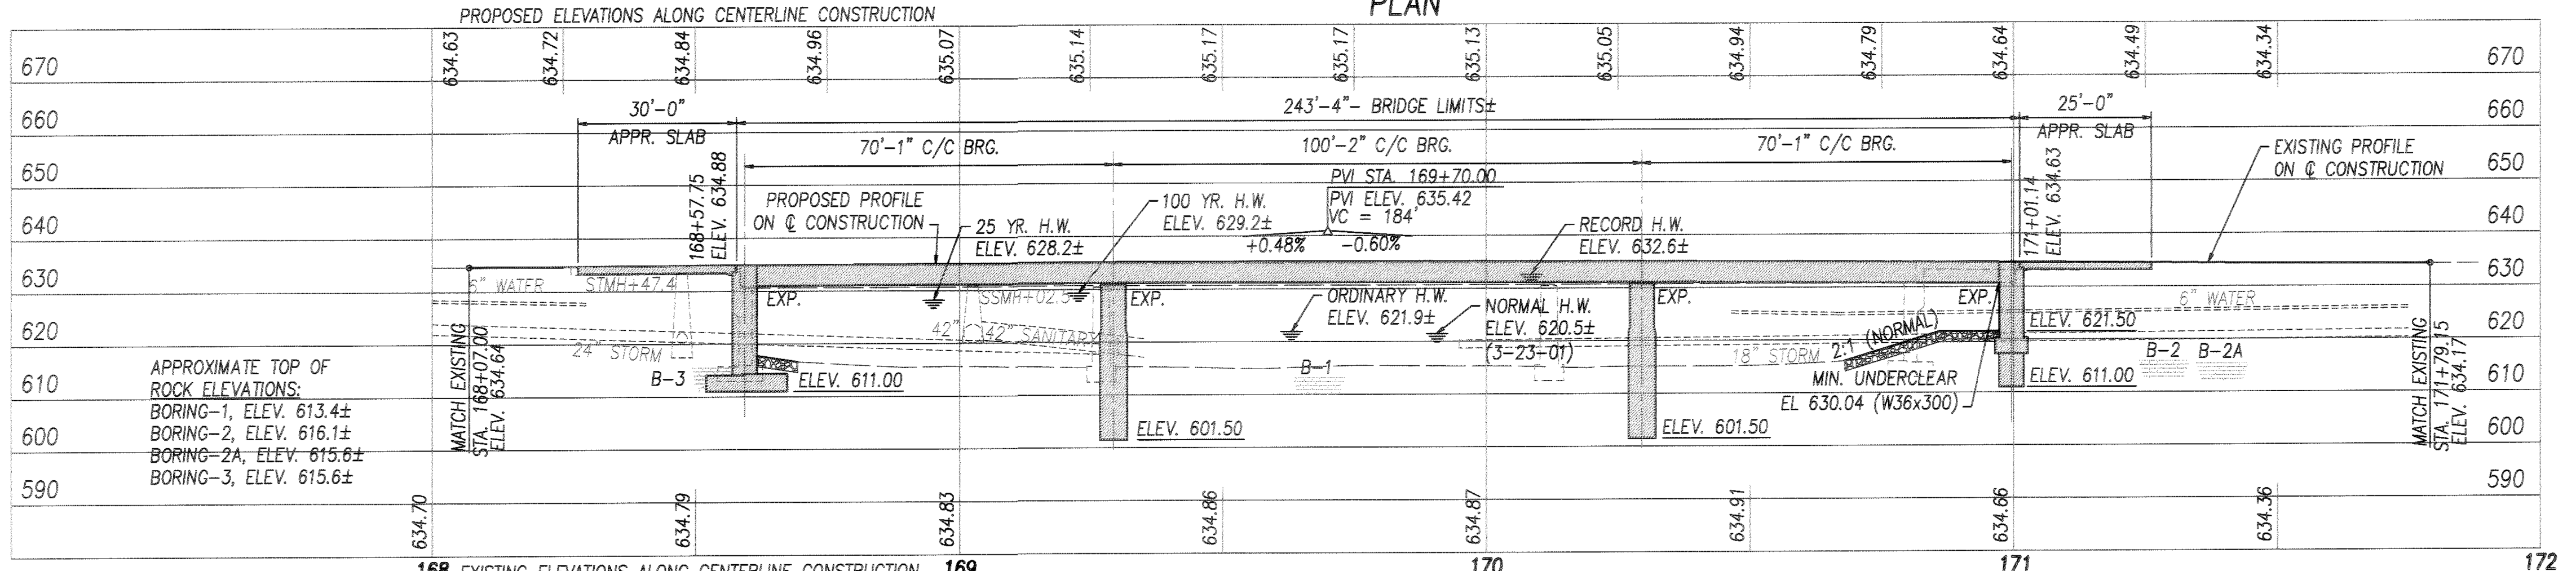 PLAN
PROPOSED ELEVATIONS ALONG CENTERLINE CONSTRUCTION
634.63
634.72
634.84
634.96
635.07
635.14
635.17
635.17
635.13
635.05
634.94
634.79
634.64
634.49
634.34
670
670
30'-0"
243'-4"- BRIDGE LIMITS±
25'-0"
660
660
APPR. SLAB
APPR. SLAB
70'-1" C/C BRG.
100'-2" C/C BRG.
70'-1" C/C BRG.
EXISTING PROFILE
ON ℄ CONSTRUCTION
650
650
168+57.75
ELEV. 634.88
PVI STA. 169+70.00
PVI ELEV. 635.42
VC = 184'
+0.48%
-0.60%
171+01.14
ELEV. 634.63
PROPOSED PROFILE
ON ℄ CONSTRUCTION
25 YR. H.W.
ELEV. 628.2±
100 YR. H.W.
ELEV. 629.2±
RECORD H.W.
ELEV. 632.6±
640
640
630
630
6" WATER
STMH+47.4
EXP.
SSMH+02.5
EXP.
ORDINARY H.W.
ELEV. 621.9±
NORMAL H.W.
ELEV. 620.5±
(3-23-01)
EXP.
EXP.
6" WATER
620
620
42"
42" SANITARY
24" STORM
18" STORM
2:1 (NORMAL)
ELEV. 621.50
MATCH EXISTING
STA. 168+07.00
ELEV. 634.64
MATCH EXISTING
STA. 171+79.15
ELEV. 634.17
APPROXIMATE TOP OF
ROCK ELEVATIONS:
BORING-1, ELEV. 613.4±
BORING-2, ELEV. 616.1±
BORING-2A, ELEV. 615.6±
BORING-3, ELEV. 615.6±
B-3
ELEV. 611.00
B-1
MIN. UNDERCLEAR
EL 630.04 (W36x300)
ELEV. 611.00
B-2
B-2A
610
610
ELEV. 601.50
ELEV. 601.50
600
600
590
590
634.70
634.79
634.83
634.86
634.87
634.91
634.66
634.36
168
EXISTING ELEVATIONS ALONG CENTERLINE CONSTRUCTION
169
170
171
172